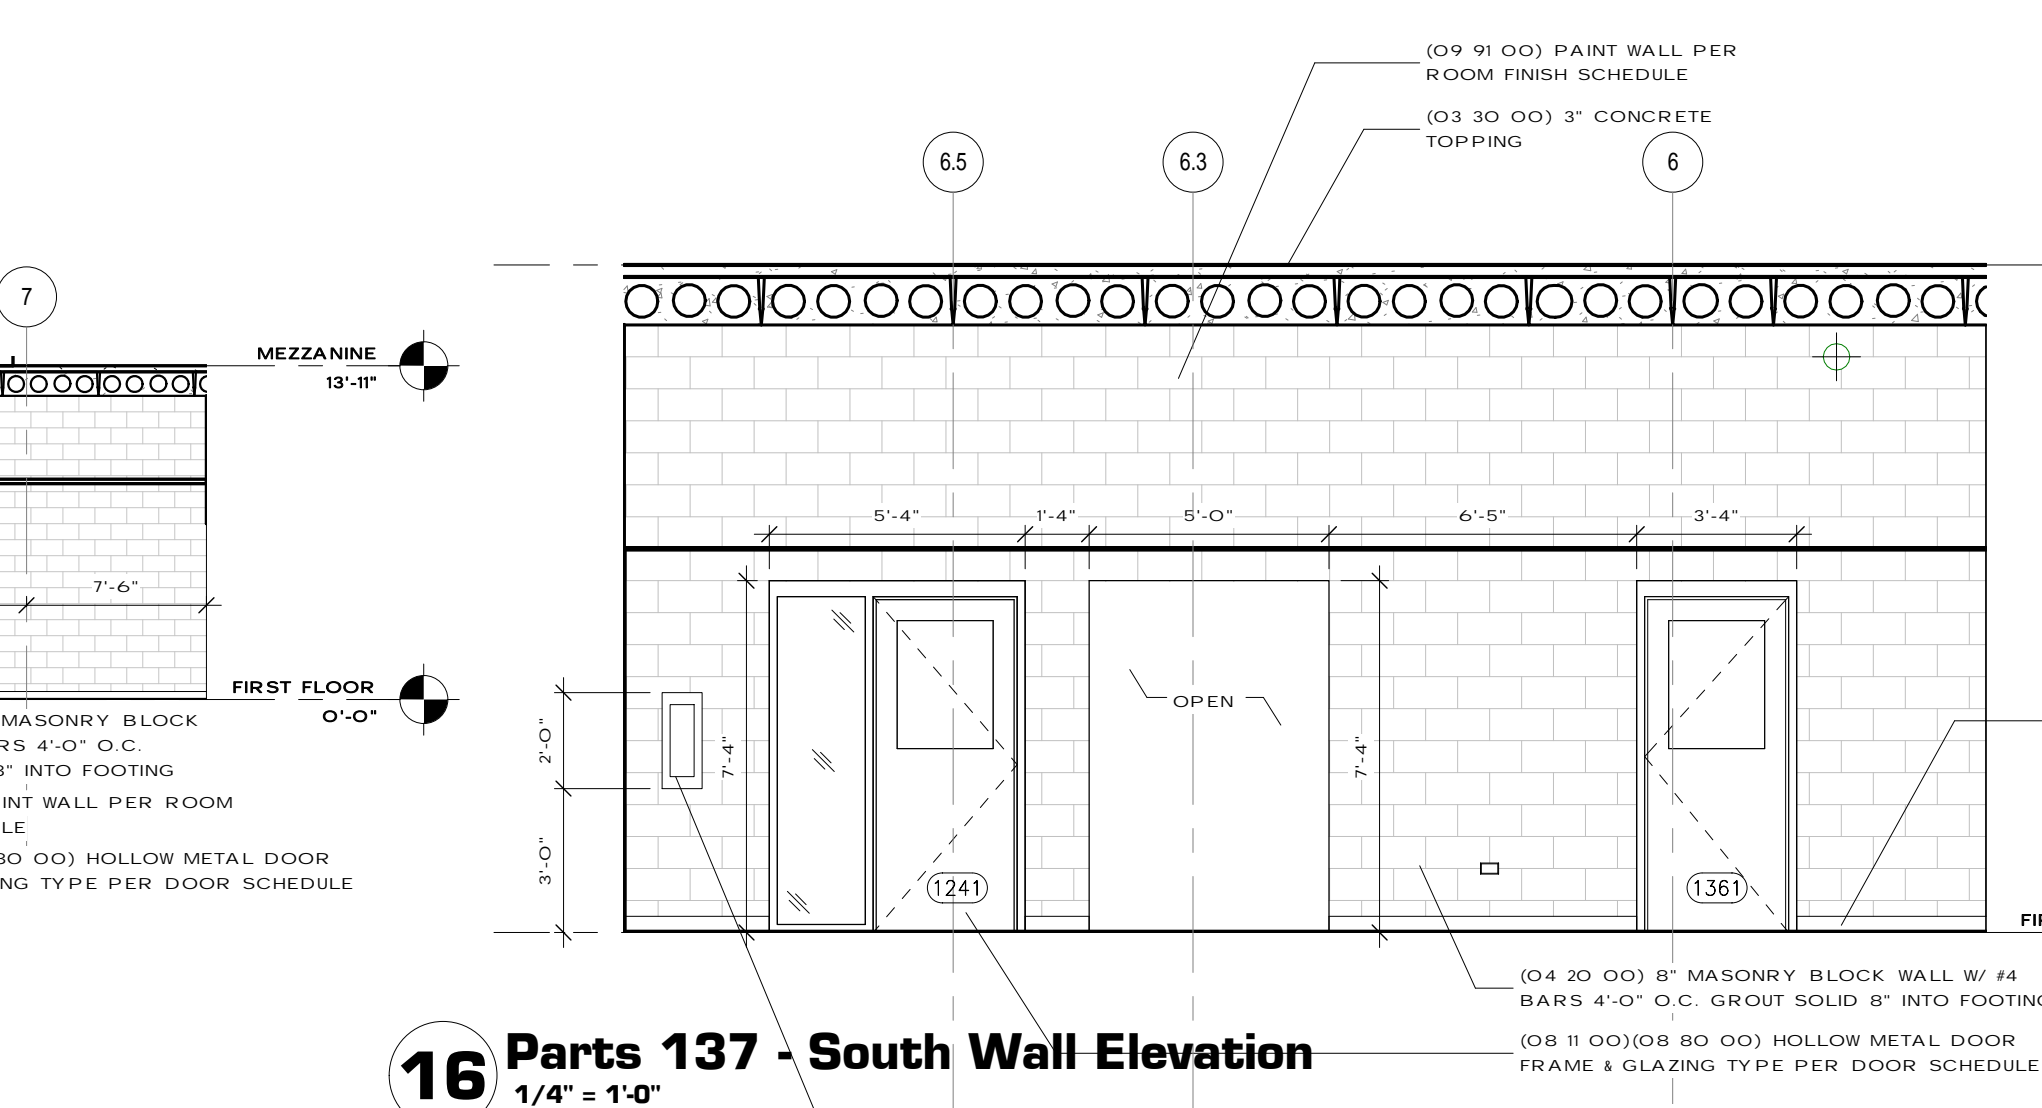 (09 91 00) PAINT WALL PER
ROOM FINISH SCHEDULE
(03 30 00) 3" CONCRETE
TOPPING
6.5
6.3
6
7
MEZZANINE
13'-11"
7'-6"
FIRST FLOOR
0'-0"
MASONRY BLOCK
RS 4'-0" O.C.
8" INTO FOOTING
INT WALL PER ROOM
LE
80 00) HOLLOW METAL DOOR
NG TYPE PER DOOR SCHEDULE
5'-4"
1'-4"
5'-0"
6'-5"
3'-4"
2'-0"
3'-0"
7'-4"
OPEN
7'-4"
1241
1361
(04 20 00) 8" MASONRY BLOCK WALL W/ #4
BARS 4'-0" O.C. GROUT SOLID 8" INTO FOOTING
(08 11 00)(08 80 00) HOLLOW METAL DOOR
FRAME & GLAZING TYPE PER DOOR SCHEDULE
16
Parts 137 - South Wall Elevation
1/4" = 1'-0"